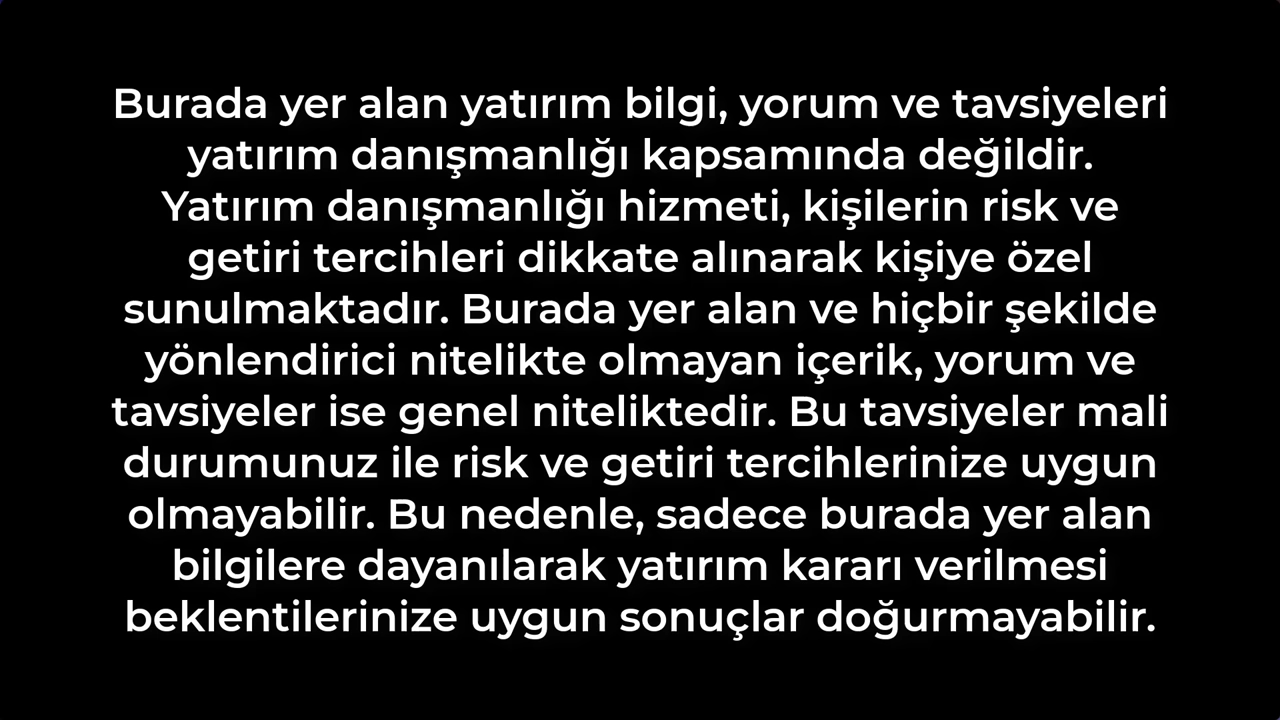 Burada yer alan yatırım bilgi, yorum ve tavsiyeleri
yatırım danışmanlığı kapsamında değildir.
Yatırım danışmanlığı hizmeti, kişilerin risk ve
getiri tercihleri dikkate alınarak kişiye özel
sunulmaktadır. Burada yer alan ve hiçbir şekilde
yönlendirici nitelikte olmayan içerik, yorum ve
tavsiyeler ise genel niteliktedir. Bu tavsiyeler mali
durumunuz ile risk ve getiri tercihlerinize uygun
olmayabilir. Bu nedenle, sadece burada yer alan
bilgilere dayanılarak yatırım kararı verilmesi
beklentilerinize uygun sonuçlar doğurmayabilir.